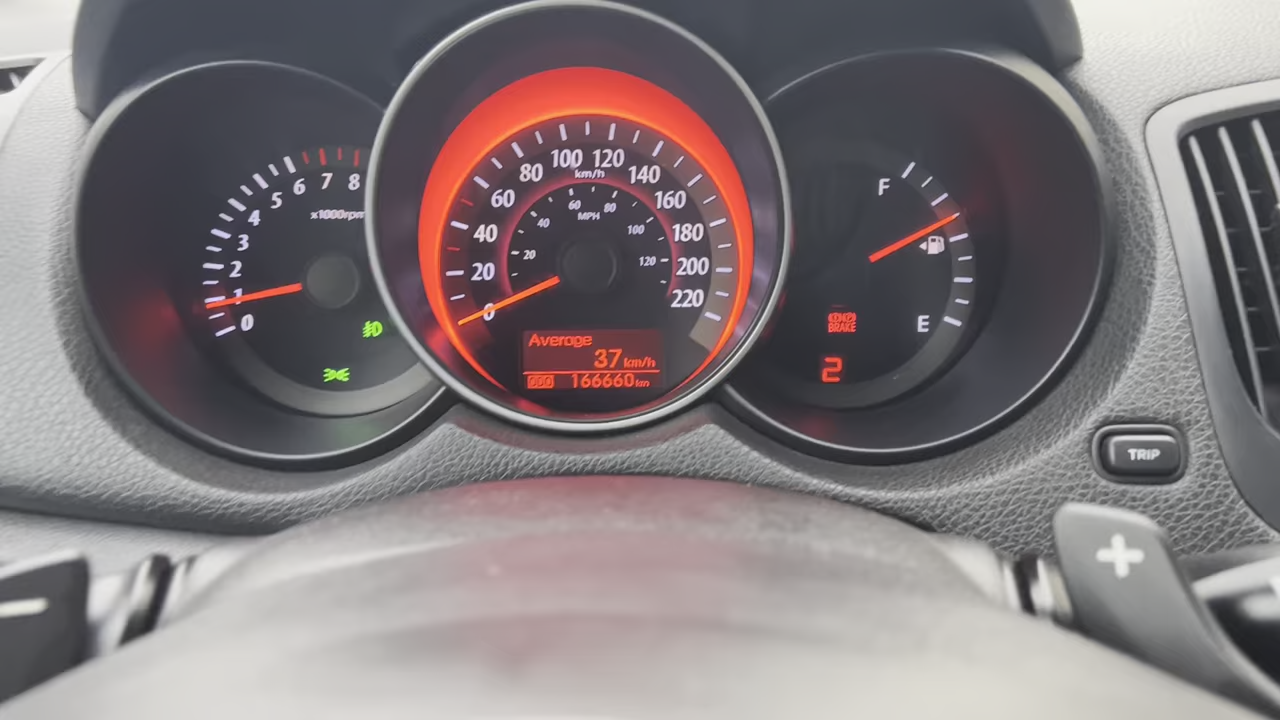 0 1 2 3 4 5 6 7 8
x1000rpm
0 20 40 60 80 100 120 140 160 180 200 220
km/h
20 40 60 80 100 120
MPH
Average
37 km/h
166660 km
F
E
BRAKE
2
TRIP
+
−